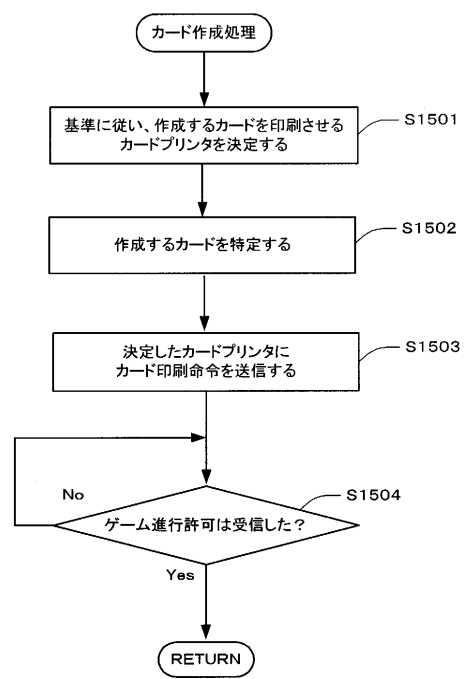 カード作成処理
基準に従い、作成するカードを印刷させる
カードプリンタを決定する
S1501
作成するカードを特定する
S1502
決定したカードプリンタに
カード印刷命令を送信する
S1503
No
ゲーム進行許可は受信した？
S1504
Yes
RETURN